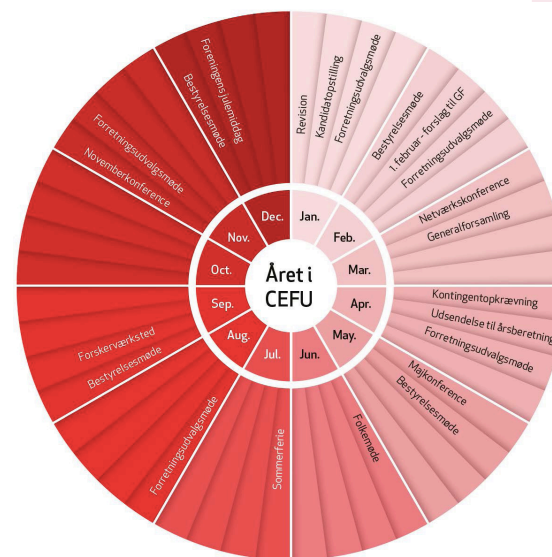 Året i
CEFU
Jan.
Revision
Kandidatopstilling
Forretningsudvalgsmøde
Feb.
Bestyrelsesmøde
1. februar - forslag til GF
Forretningsudvalgsmøde
Mar.
Netværkskonference
Generalforsamling
Apr.
Kontingentopkrævning
Udsendelse til årsberetning
Forretningsudvalgsmøde
May.
Majkonference
Bestyrelsesmøde
Jun.
Folkemøde
Jul.
Sommerferie
Aug.
Forretningsudvalgsmøde
Sep.
Bestyrelsesmøde
Forskerværksted
Oct.
Nov.
Novemberkonference
Forretningsudvalgsmøde
Dec.
Bestyrelsesmøde
Foreningens julemiddag